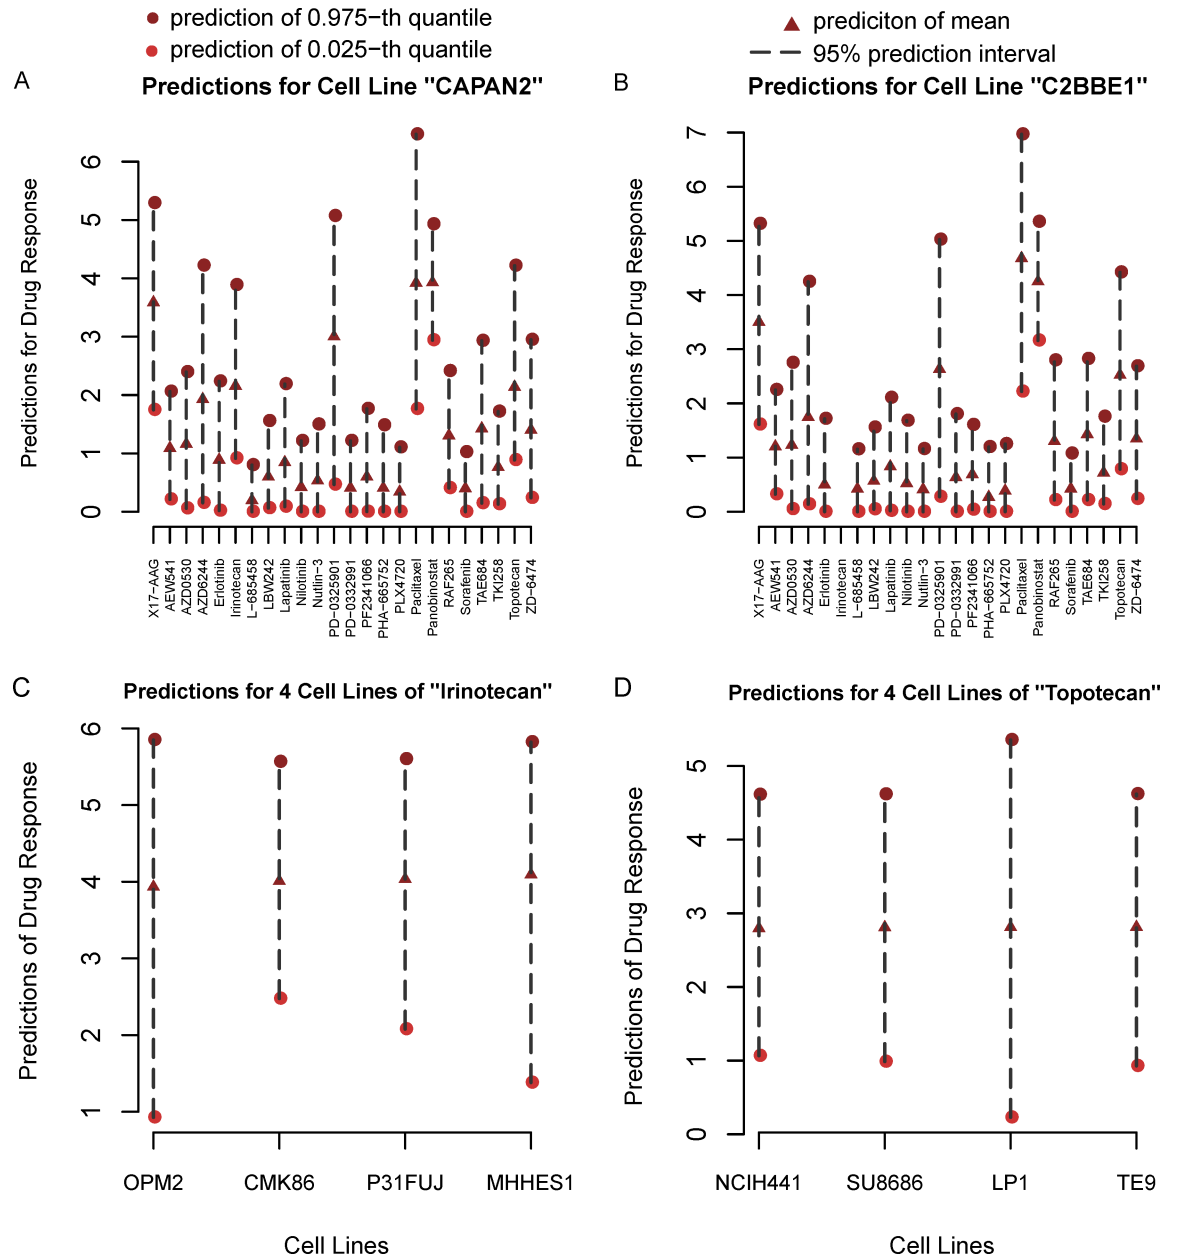 prediction of 0.975−th quantile
prediction of 0.025−th quantile
prediciton of mean
95% prediction interval
A
Predictions for Cell Line "CAPAN2"
Predictions for Drug Response
0 1 2 3 4 5 6
X17−AAG
AEW541
AZD0530
AZD6244
Erlotinib
Irinotecan
L−685458
LBW242
Lapatinib
Nilotinib
Nutlin−3
PD−0325901
PD−0332991
PF2341066
PHA−665752
PLX4720
Paclitaxel
Panobinostat
RAF265
Sorafenib
TAE684
TKI258
Topotecan
ZD−6474
B
Predictions for Cell Line "C2BBE1"
Predictions for Drug Response
0 1 2 3 4 5 6 7
X17−AAG
AEW541
AZD0530
AZD6244
Erlotinib
Irinotecan
L−685458
LBW242
Lapatinib
Nilotinib
Nutlin−3
PD−0325901
PD−0332991
PF2341066
PHA−665752
PLX4720
Paclitaxel
Panobinostat
RAF265
Sorafenib
TAE684
TKI258
Topotecan
ZD−6474
C
Predictions for 4 Cell Lines of "Irinotecan"
Predictions of Drug Response
1 2 3 4 5 6
OPM2 CMK86 P31FUJ MHHES1
Cell Lines
D
Predictions for 4 Cell Lines of "Topotecan"
Predictions of Drug Response
0 1 2 3 4 5
NCIH441 SU8686 LP1 TE9
Cell Lines